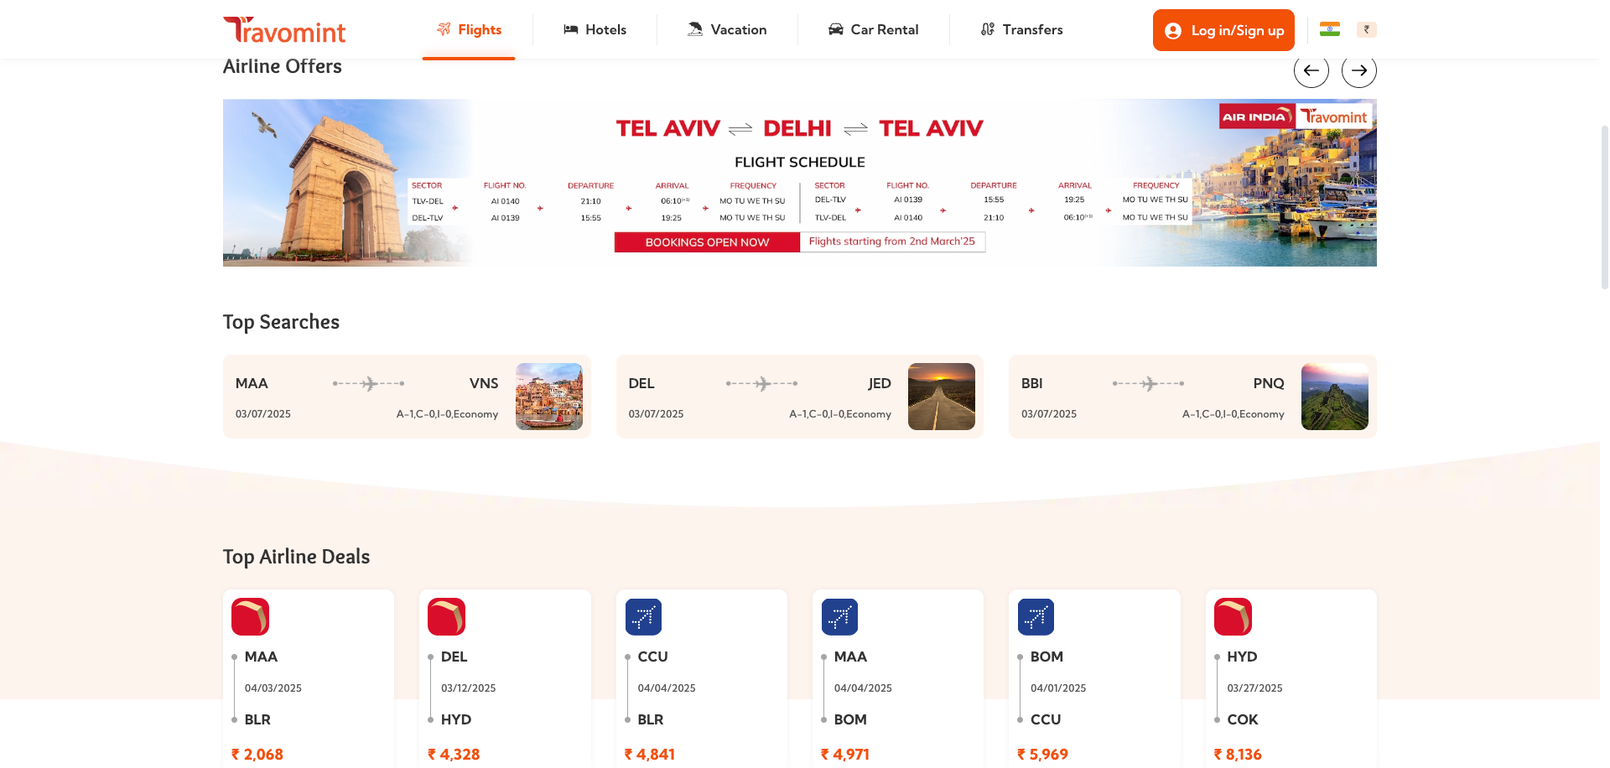 Travomint
Flights
Hotels
Vacation
Car Rental
Transfers
Log in/Sign up
₹
Airline Offers
TEL AVIV DELHI TEL AVIV
AIR INDIA Travomint
FLIGHT SCHEDULE
SECTOR FLIGHT NO. DEPARTURE ARRIVAL FREQUENCY SECTOR FLIGHT NO. DEPARTURE ARRIVAL FREQUENCY
TLV-DEL AI 0140 21:10 06:10 MO TU WE TH SU DEL-TLV AI 0139 15:55 19:25 MO TU WE TH SU
DEL-TLV AI 0139 15:55 19:25 MO TU WE TH SU TLV-DEL AI 0140 21:10 06:10 MO TU WE TH SU
BOOKINGS OPEN NOW Flights starting from 2nd March'25
Top Searches
MAA VNS
03/07/2025 A-1,C-0,I-0,Economy
DEL JED
03/07/2025 A-1,C-0,I-0,Economy
BBI PNQ
03/07/2025 A-1,C-0,I-0,Economy
Top Airline Deals
MAA
04/03/2025
BLR
₹ 2,068
DEL
03/12/2025
HYD
₹ 4,328
CCU
04/04/2025
BLR
₹ 4,841
MAA
04/04/2025
BOM
₹ 4,971
BOM
04/01/2025
CCU
₹ 5,969
HYD
03/27/2025
COK
₹ 8,136